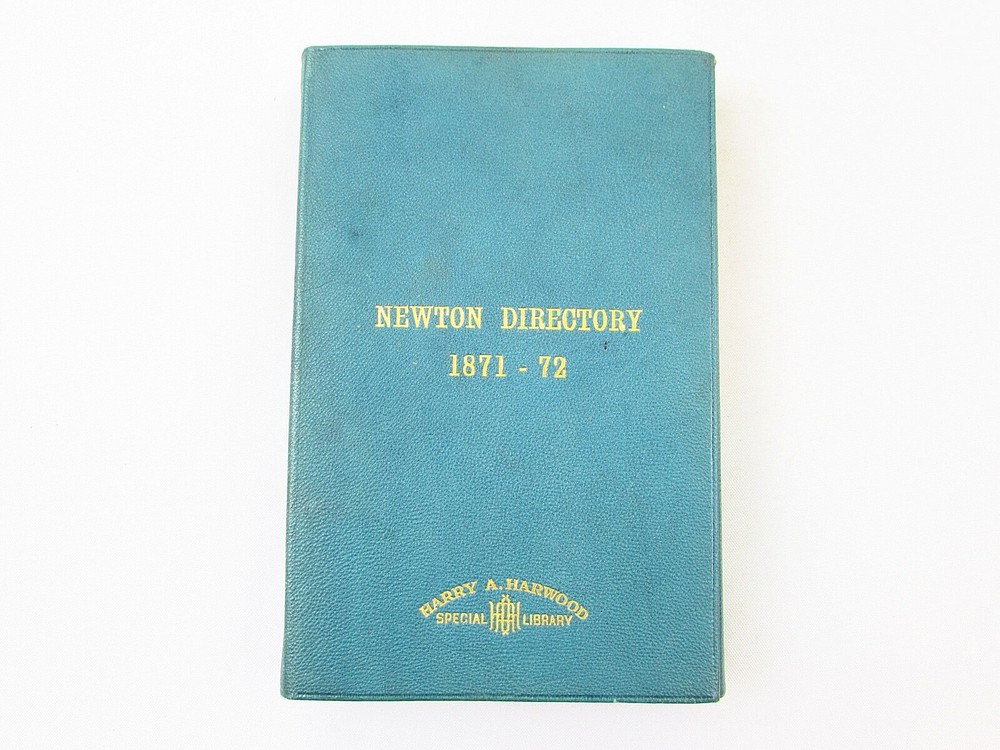 NEWTON DIRECTORY
1871 - 72
HARRY A. HARWOOD
SPECIAL LIBRARY